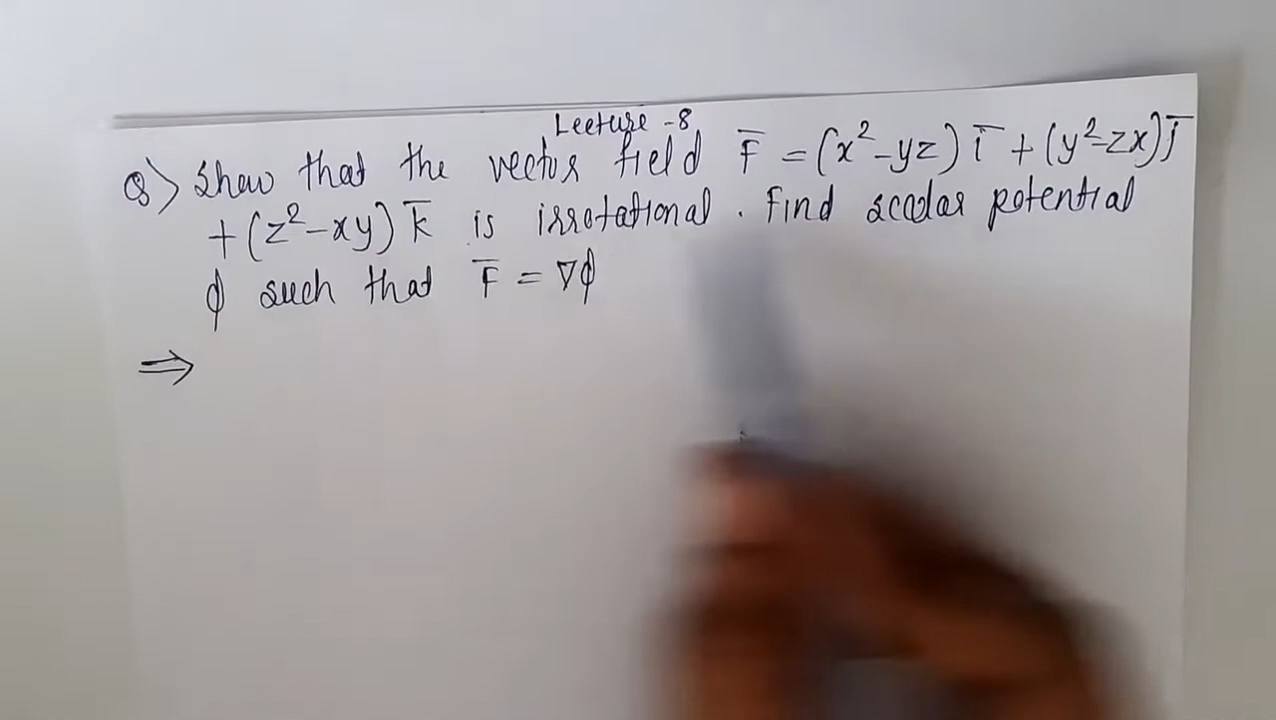 Lecture - 8
Q> Show that the vector field F̅ = (x² - yz) i̅ + (y² - zx) j̅
+ (z² - xy) k̅ is irrotational. Find scalar potential
ϕ such that F̅ = ∇ϕ
⇒